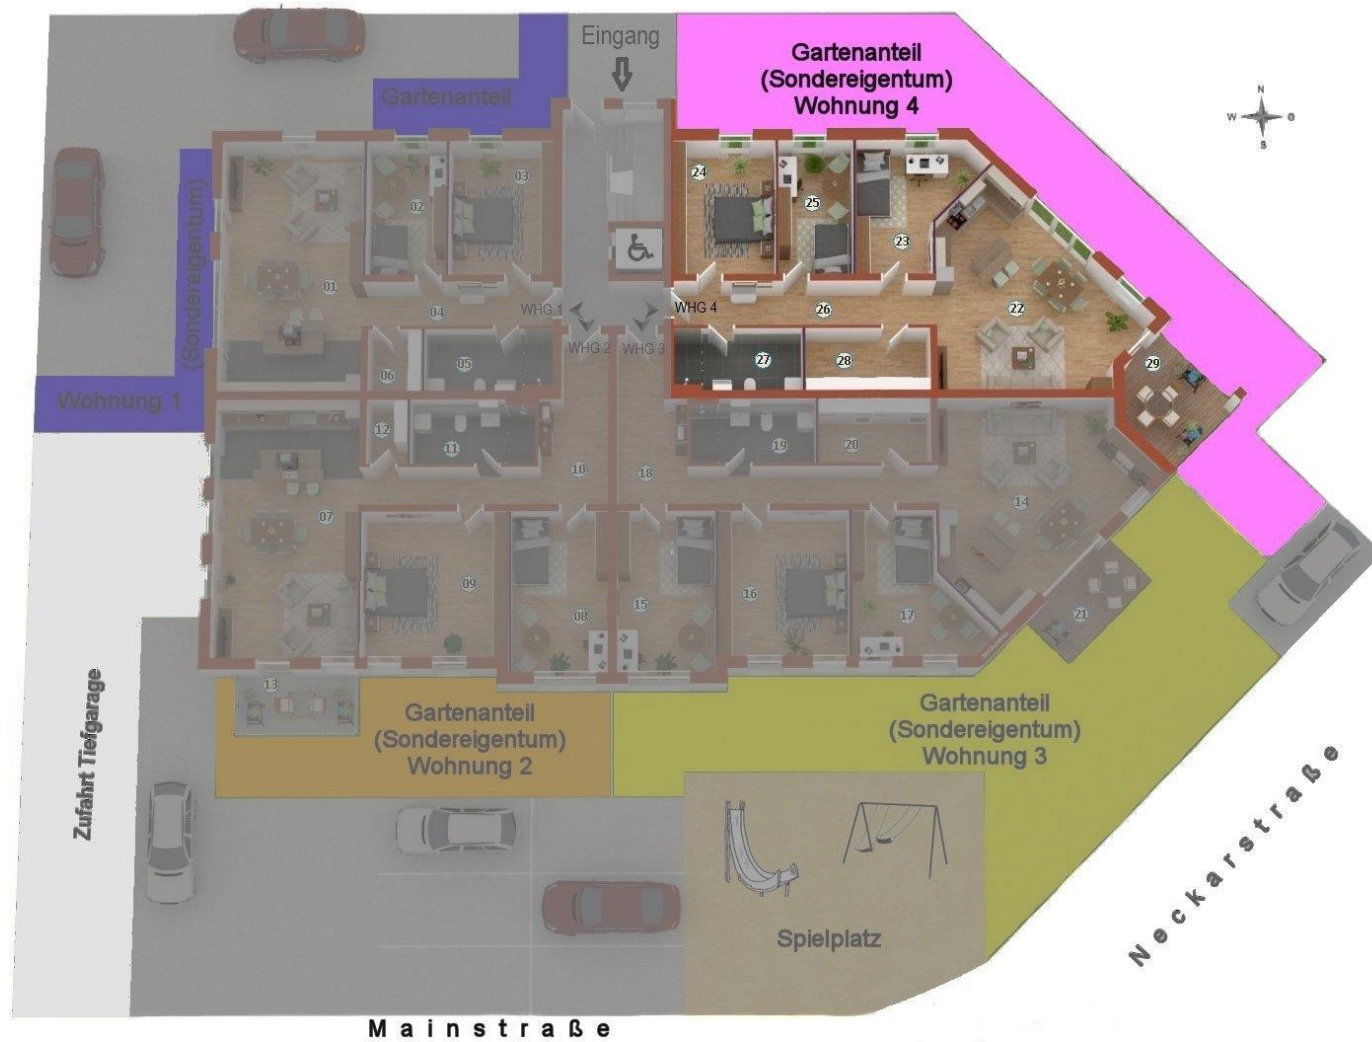 Eingang
Gartenanteil
(Sondereigentum)
Wohnung 4
Gartenanteil
(Sondereigentum)
Wohnung 1
N
W
O
S
24
25
23
26
22
27
28
29
WHG 4
03
02
01
04
WHG 1
WHG 2
WHG 3
05
06
12
11
10
07
09
08
13
18
19
20
14
15
16
17
21
Gartenanteil
(Sondereigentum)
Wohnung 2
Gartenanteil
(Sondereigentum)
Wohnung 3
Zufahrt Tiefgarage
Spielplatz
Neckarstraße
Mainstraße